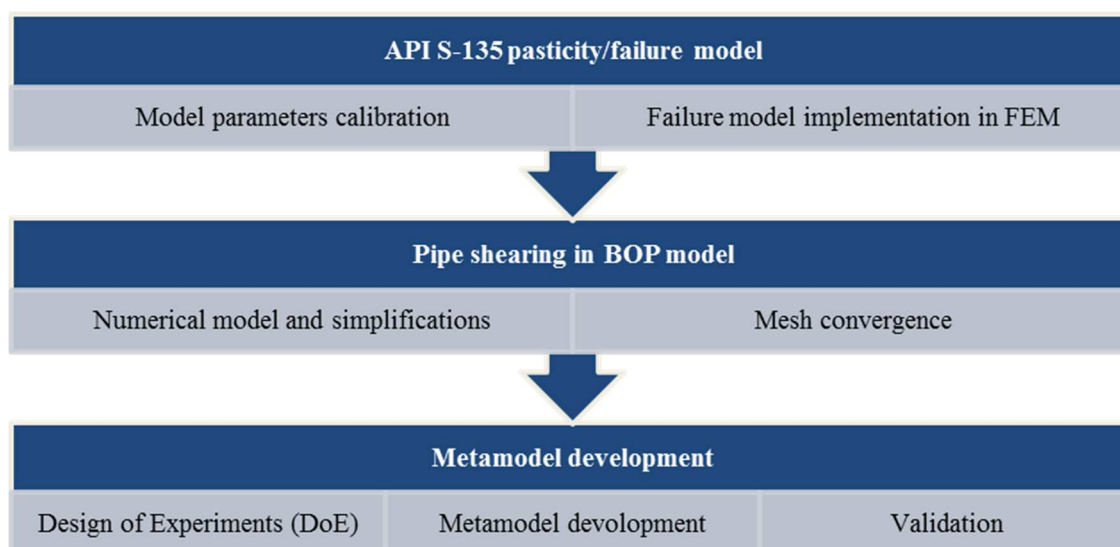 API S-135 pasticity/failure model
Model parameters calibration
Failure model implementation in FEM
Pipe shearing in BOP model
Numerical model and simplifications
Mesh convergence
Metamodel development
Design of Experiments (DoE)
Metamodel devolopment
Validation